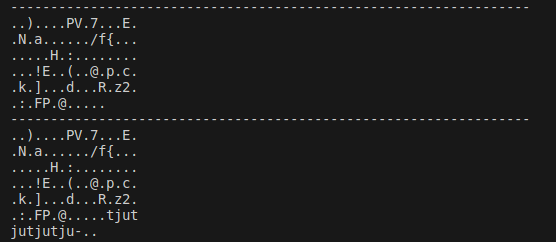 -----------------------------------------------------------------
..)....PV.7...E.
.N.a....../f{...
.....H.:........
...!E..(..@.p.c.
.k.]...d...R.z2.
.:.FP.@.....
-----------------------------------------------------------------
..)....PV.7...E.
.N.a....../f{...
.....H.:........
...!E..(..@.p.c.
.k.]...d...R.z2.
.:.FP.@.....tjut
jutjutju-..